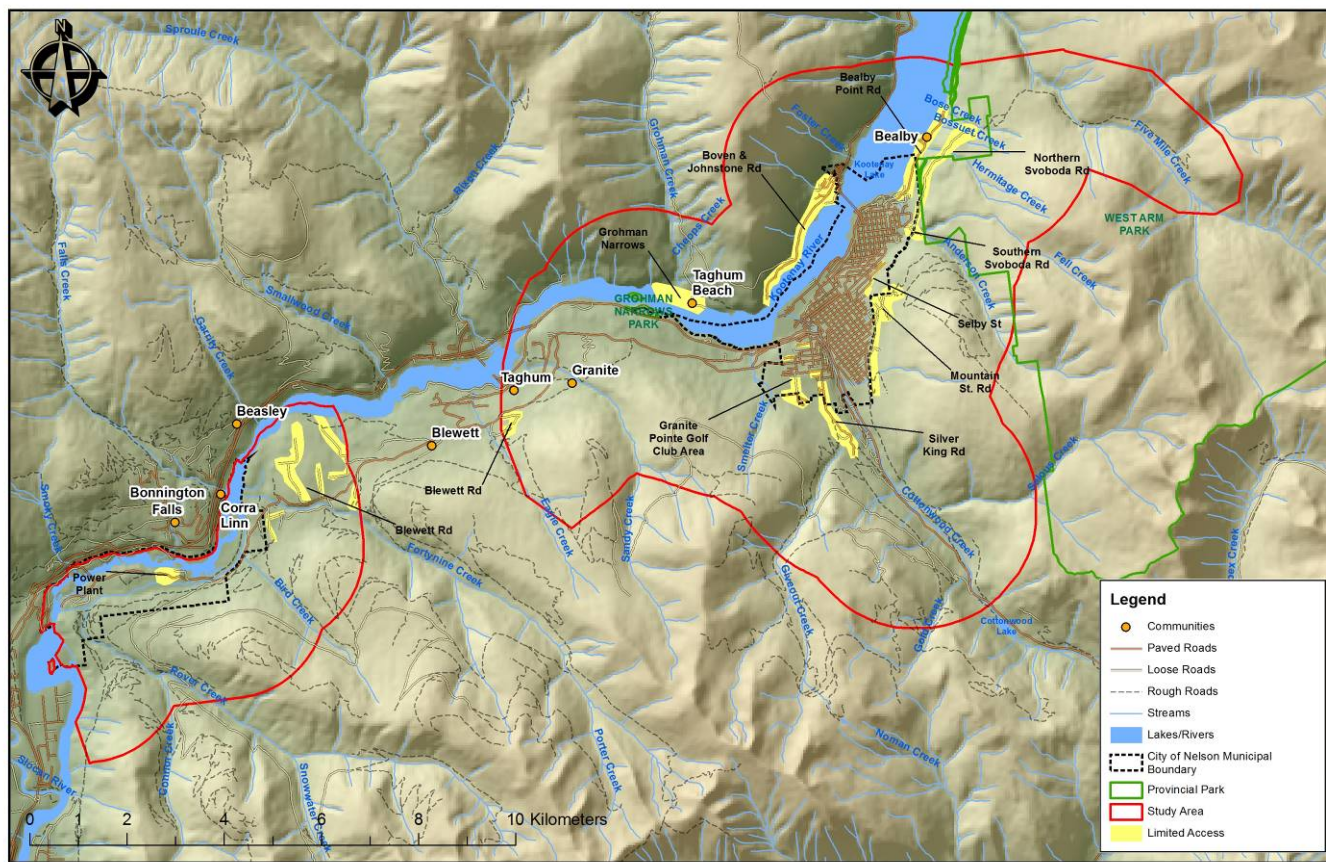 N
Sproule Creek
Bealby
Point Rd
Bose Creek
Bossuet Creek
Five Mile Creek
Foster Creek
Bealby
Grohman Creek
Kootenay
Lake
Boven &
Johnstone Rd
Northern
Svoboda Rd
Hermitage Creek
Cheops Creek
WEST ARM
PARK
Falls Creek
Grohman
Narrows
Kootenay River
Southern
Svoboda Rd
Anderson Creek
Fell Creek
Taghum
Beach
GROHMAN
NARROWS
PARK
Smallwood Creek
Selby St
Garrity Creek
Mountain
St. Rd
Taghum
Granite
Beasley
Granite
Pointe Golf
Club Area
Smelter Creek
Silver
King Rd
Blewett
Blewett Rd
Bonnington
Falls
Corra
Linn
Smoky Creek
Blewett Rd
Eagle Creek
Sandy Creek
Cottonwood Creek
Fortynine Creek
Power
Plant
Bird Creek
Giveout Creek
Gold Creek
Cottonwood
Lake
Rover Creek
Noman Creek
Porter Creek
Connor Creek
Snowwater Creek
Slocan River
0 2 4 6 8 10 Kilometers
Legend
Communities
Paved Roads
Loose Roads
Rough Roads
Streams
Lakes/Rivers
City of Nelson Municipal
Boundary
Provincial Park
Study Area
Limited Access